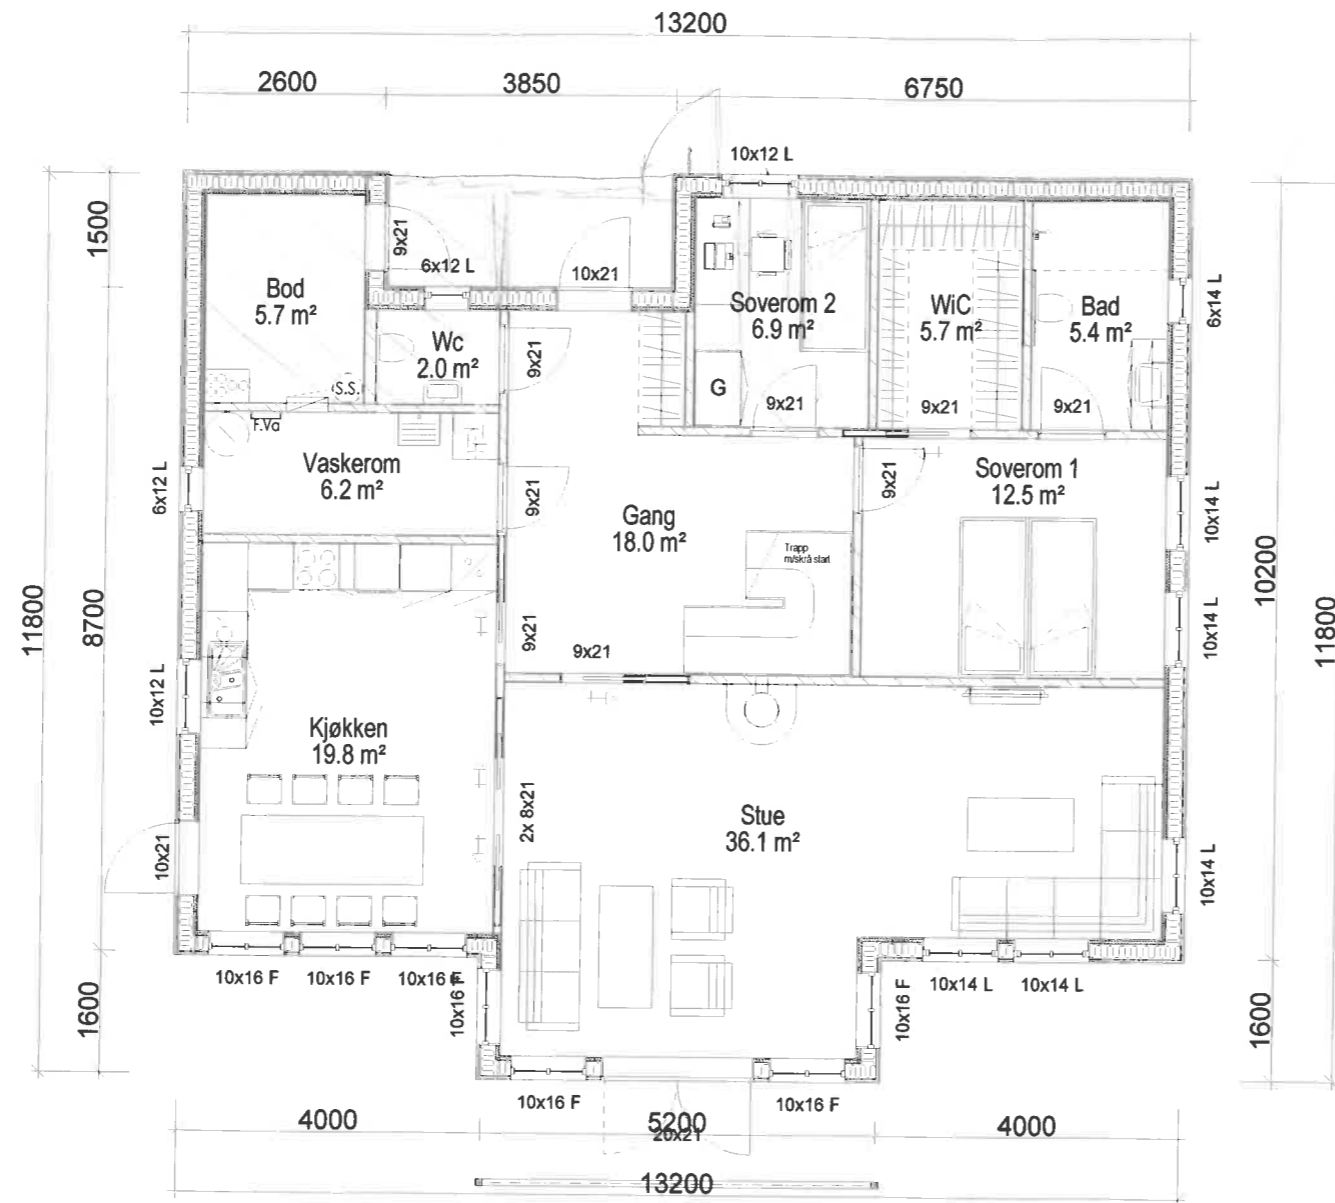 13200
2600
3850
6750
10x12 L
1500
9x21
6x12 L
10x21
Bod
5.7 m²
Wc
2.0 m²
Soverom 2
6.9 m²
WiC
5.7 m²
Bad
5.4 m²
6x14 L
9x21
S.S.
G
9x21
9x21
9x21
F.Va
Vaskerom
6.2 m²
6x12 L
9x21
Gang
18.0 m²
9x21
Soverom 1
12.5 m²
10x14 L
Trapp
m/skrå start
11800
8700
10200
11800
9x21
9x21
10x14 L
10x12 L
Kjøkken
19.8 m²
2x 8x21
Stue
36.1 m²
10x21
10x14 L
10x16 F
10x16 F
10x16 F
10x16 F
10x16 F
10x14 L
10x14 L
1600
1600
10x16 F
10x16 F
4000
5200
4000
20x21
13200